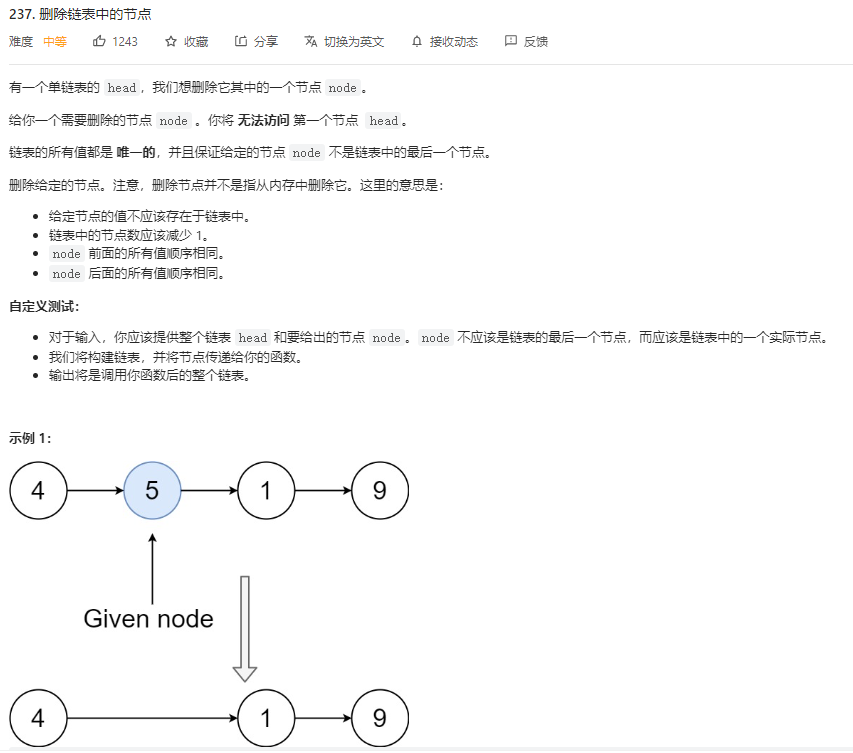 237. 删除链表中的节点
难度 中等 1243 收藏 分享 切换为英文 接收动态 反馈
有一个单链表的 head，我们想删除它其中的一个节点 node。
给你一个需要删除的节点 node 。你将 无法访问 第一个节点 head。
链表的所有值都是 唯一的，并且保证给定的节点 node 不是链表中的最后一个节点。
删除给定的节点。注意，删除节点并不是指从内存中删除它。这里的意思是：
给定节点的值不应该存在于链表中。
链表中的节点数应该减少 1。
node 前面的所有值顺序相同。
node 后面的所有值顺序相同。
自定义测试：
对于输入，你应该提供整个链表 head 和要给出的节点 node。node 不应该是链表的最后一个节点，而应该是链表中的一个实际节点。
我们将构建链表，并将节点传递给你的函数。
输出将是调用你函数后的整个链表。
示例 1：
4 5 1 9
Given node
4 1 9